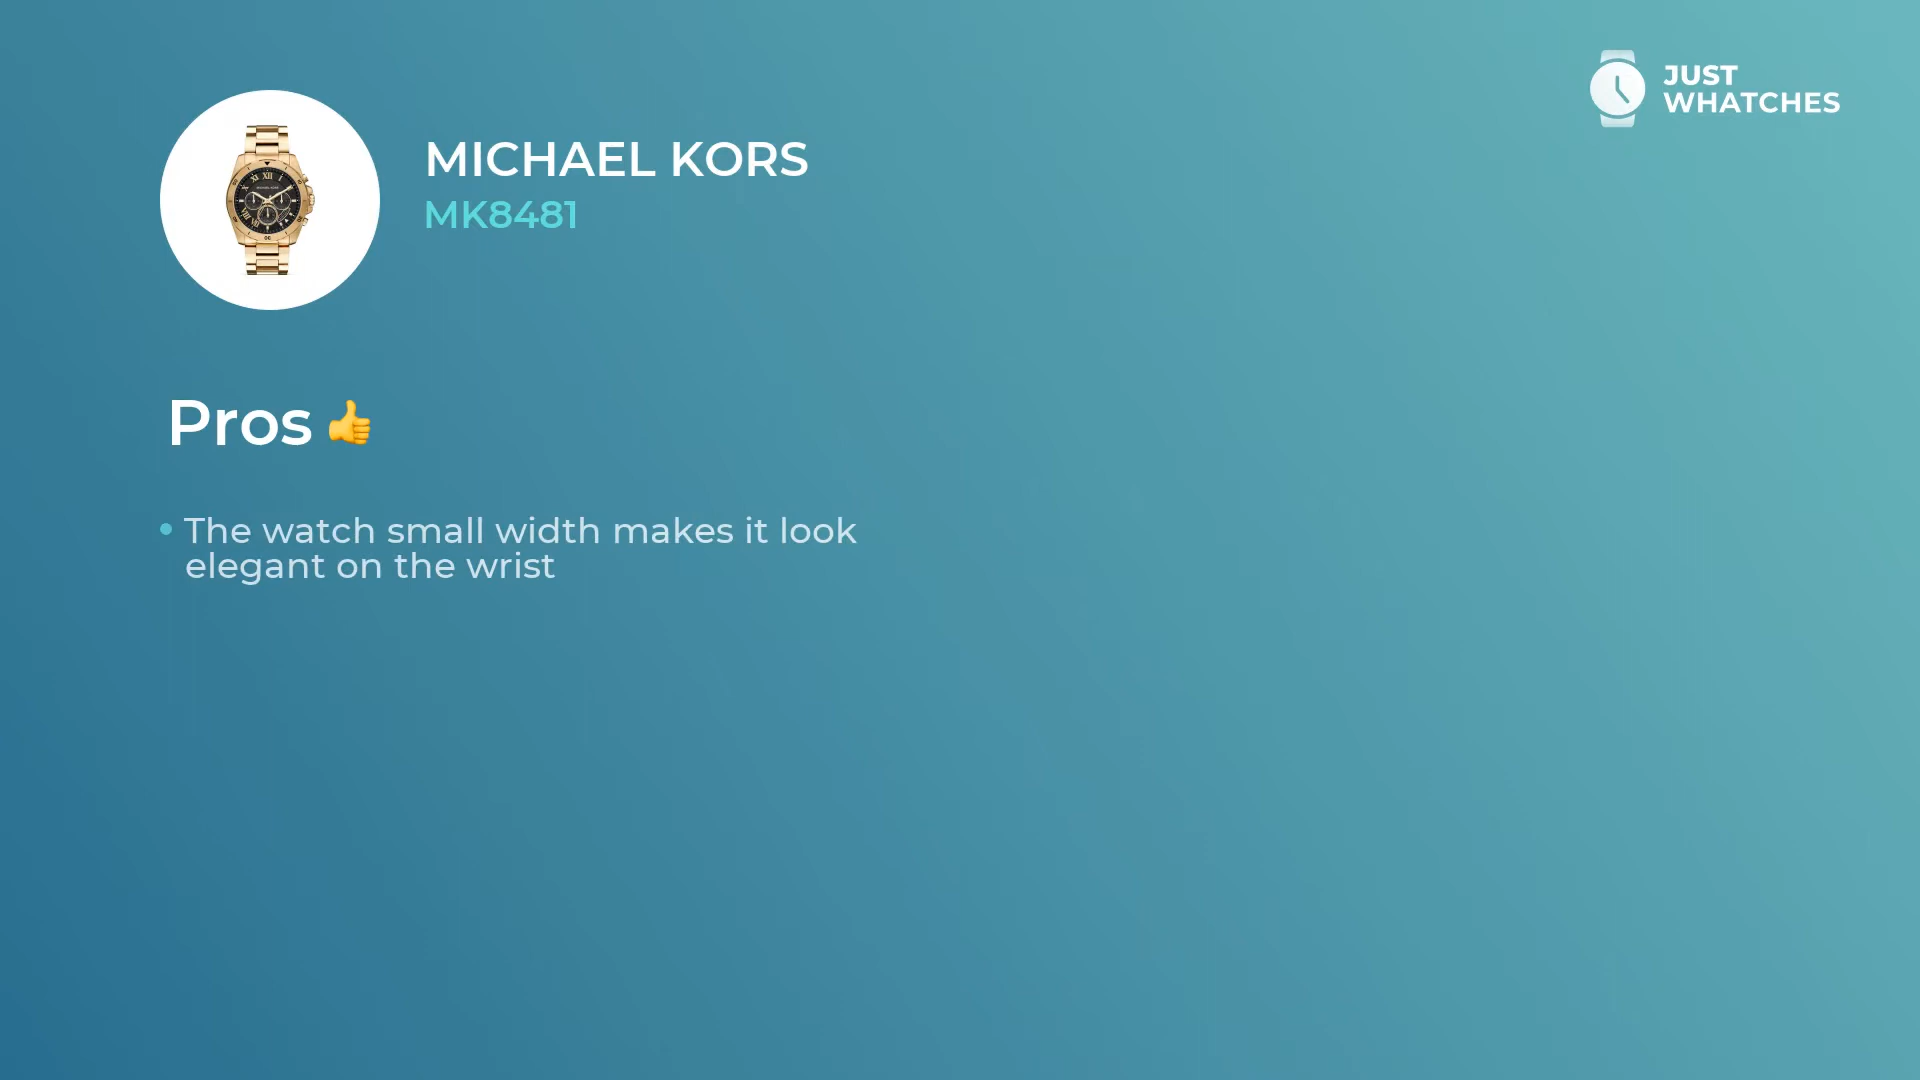 JUST
WHATCHES
MICHAEL KORS
MK8481
Pros 👍
• The watch small width makes it look
elegant on the wrist